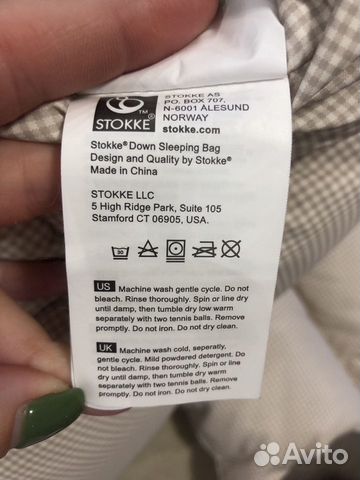 STOKKE AS
PO. BOX 707,
N-6001 ÅLESUND
NORWAY
stokke.com
STOKKE™
Stokke® Down Sleeping Bag
Design and Quality by Stokke®
Made in China
STOKKE LLC
5 High Ridge Park, Suite 105
Stamford CT 06905, USA.
30
US Machine wash gentle cycle. Do not
bleach. Rinse thoroughly. Spin or line dry
until damp, then tumble dry low warm
separately with two tennis balls. Remove
promptly. Do not iron. Do not dry clean.
UK Machine wash cold, seperatly,
gentle cycle. Mild powdered detergent. Do
not bleach. Rinse thoroughly. Spin or line
dry until damp, then tumble dry warm
separately with two tennis balls. Remove
promptly. Do not iron. Do not dry clean.
Avito